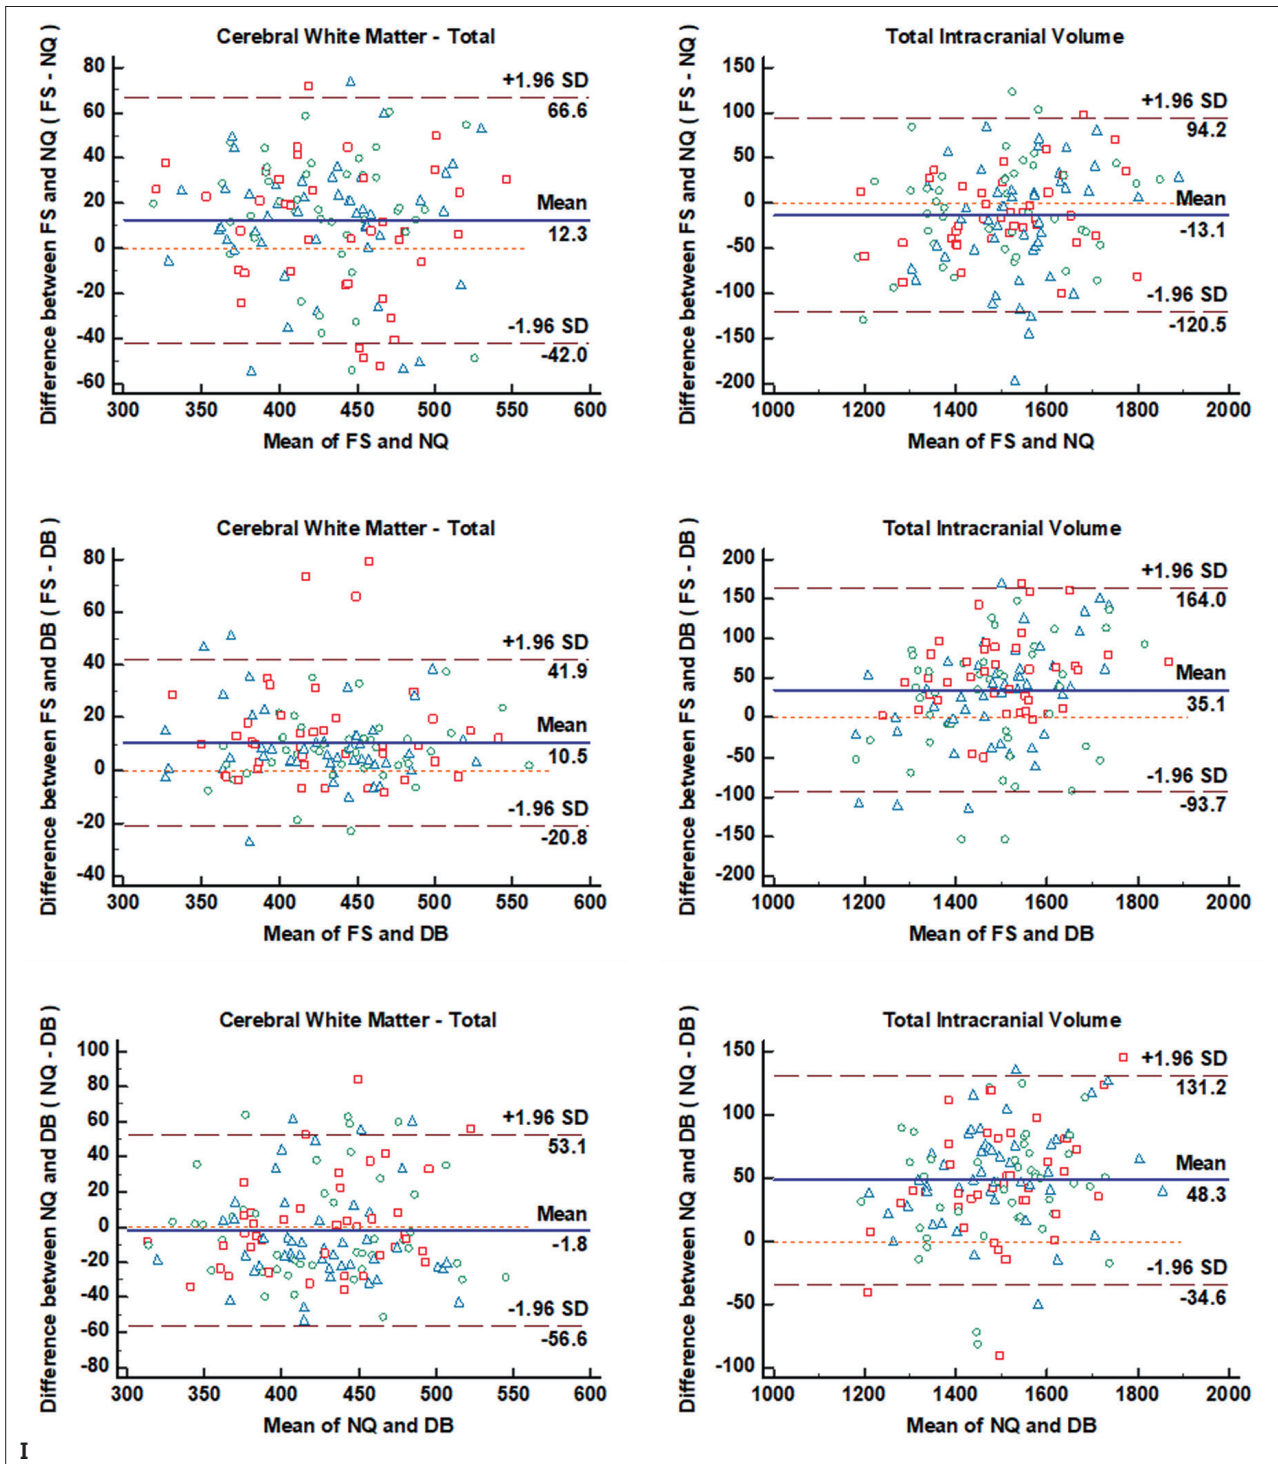 Cerebral White Matter - Total
Difference between FS and NQ ( FS - NQ )
80
60
40
20
0
-20
-40
-60
+1.96 SD
66.6
Mean
12.3
-1.96 SD
-42.0
300 350 400 450 500 550 600
Mean of FS and NQ
Total Intracranial Volume
Difference between FS and NQ ( FS - NQ )
150
100
50
0
-50
-100
-150
-200
+1.96 SD
94.2
Mean
-13.1
-1.96 SD
-120.5
1000 1200 1400 1600 1800 2000
Mean of FS and NQ
Cerebral White Matter - Total
Difference between FS and DB ( FS - DB )
80
60
40
20
0
-20
-40
+1.96 SD
41.9
Mean
10.5
-1.96 SD
-20.8
300 350 400 450 500 550 600
Mean of FS and DB
Total Intracranial Volume
Difference between FS and DB ( FS - DB )
200
150
100
50
0
-50
-100
-150
-200
+1.96 SD
164.0
Mean
35.1
-1.96 SD
-93.7
1000 1200 1400 1600 1800 2000
Mean of FS and DB
Cerebral White Matter - Total
Difference between NQ and DB ( NQ - DB )
100
80
60
40
20
0
-20
-40
-60
-80
+1.96 SD
53.1
Mean
-1.8
-1.96 SD
-56.6
300 350 400 450 500 550 600
Mean of NQ and DB
Total Intracranial Volume
Difference between NQ and DB ( NQ - DB )
150
100
50
0
-50
-100
+1.96 SD
131.2
Mean
48.3
-1.96 SD
-34.6
1000 1200 1400 1600 1800 2000
Mean of NQ and DB
I